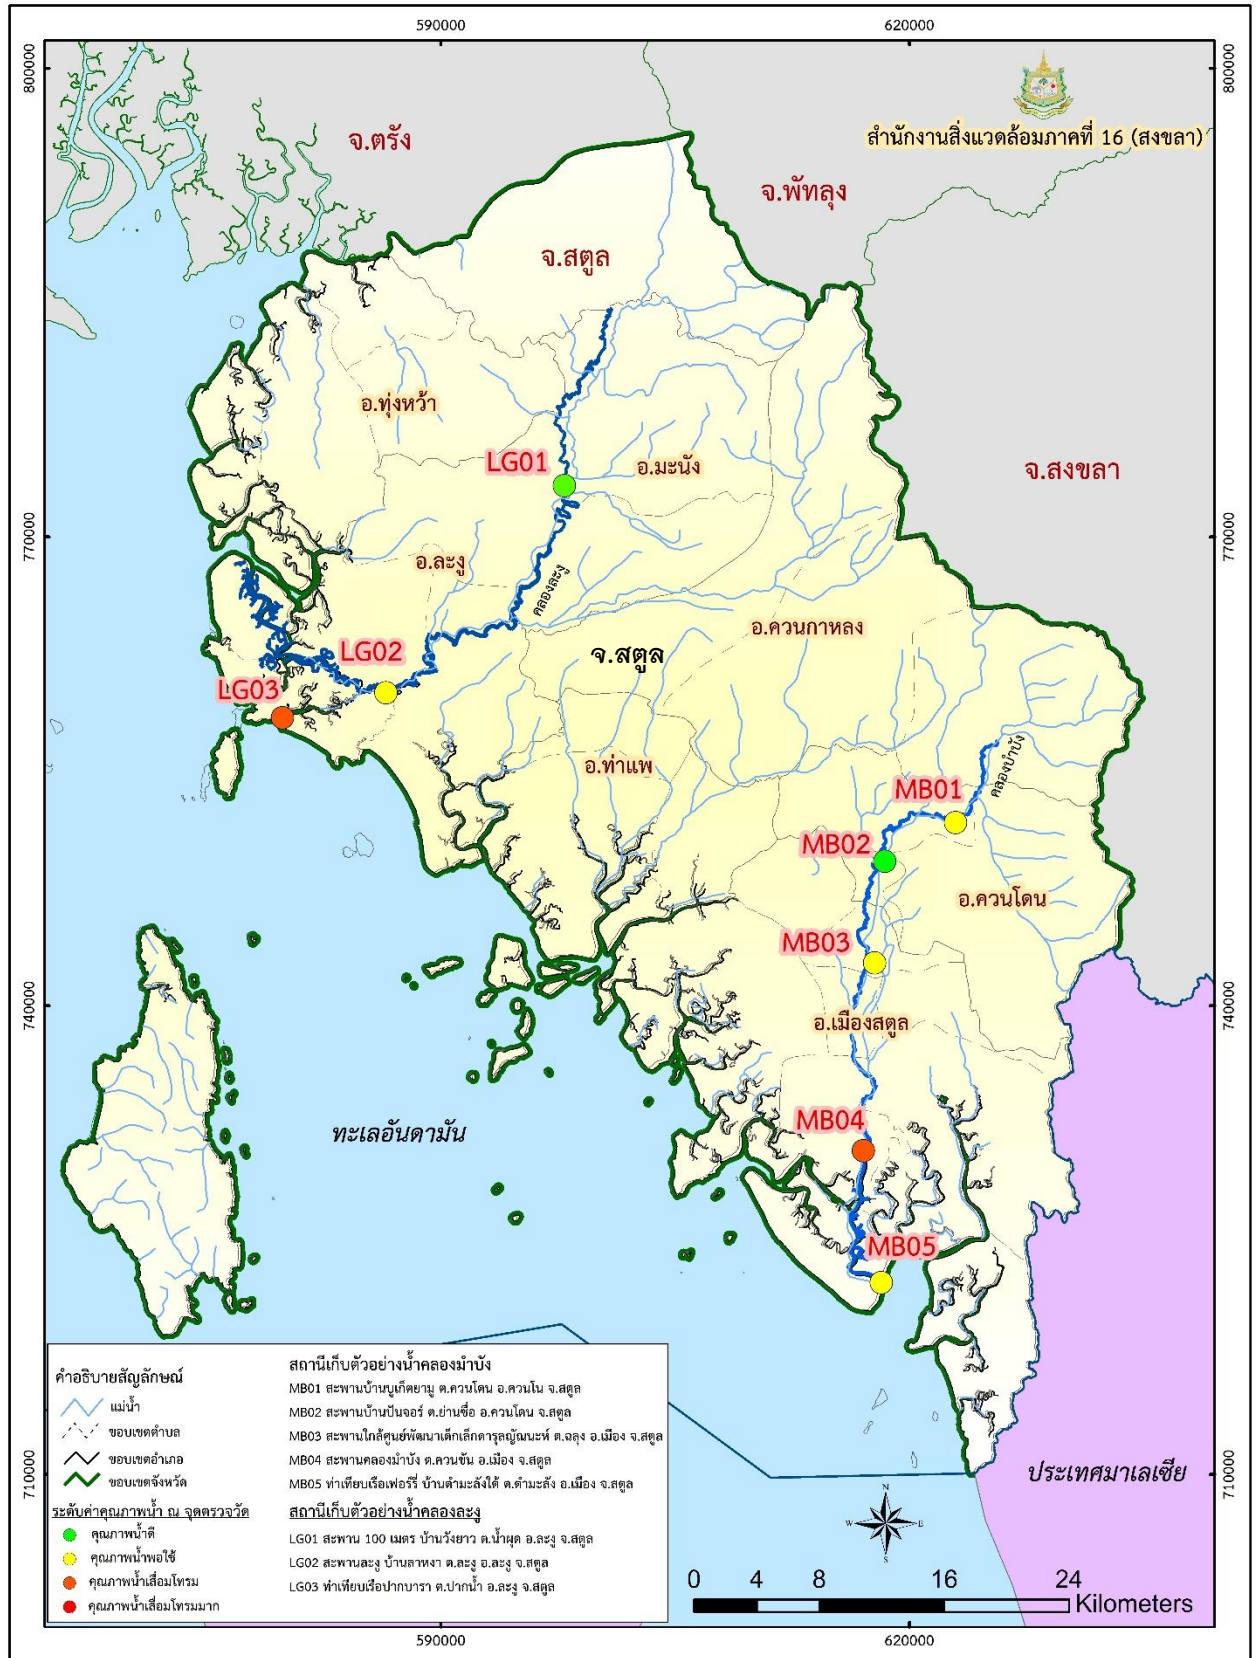 590000
620000
800000
800000
จ.ตรัง
สำนักงานสิ่งแวดล้อมภาคที่ 16 (สงขลา)
จ.พัทลุง
จ.สตูล
อ.ทุ่งหว้า
LG01
อ.มะนัง
จ.สงขลา
770000
770000
อ.ละงู
คลองละงู
อ.ควนกาหลง
LG02
จ.สตูล
LG03
อ.ท่าแพ
คลองบำบัง
MB01
MB02
อ.ควนโดน
MB03
740000
740000
อ.เมืองสตูล
ทะเลอันดามัน
MB04
MB05
คำอธิบายสัญลักษณ์
แม่น้ำ
ขอบเขตตำบล
ขอบเขตอำเภอ
ขอบเขตจังหวัด
ระดับค่าคุณภาพน้ำ ณ จุดตรวจวัด
คุณภาพน้ำดี
คุณภาพน้ำพอใช้
คุณภาพน้ำเสื่อมโทรม
คุณภาพน้ำเสื่อมโทรมมาก
สถานีเก็บตัวอย่างน้ำคลองมำบัง
MB01 สะพานบ้านบูเก็ตยามู ต.ควนโดน อ.ควนโน จ.สตูล
MB02 สะพานบ้านปันจอร์ ต.ย่านซื่อ อ.ควนโดน จ.สตูล
MB03 สะพานใกล้ศูนย์พัฒนาเด็กเล็กดารุลญันนะห์ ต.ฉลุง อ.เมือง จ.สตูล
MB04 สะพานคลองมำบัง ต.ควนขัน อ.เมือง จ.สตูล
MB05 ท่าเทียบเรือเฟอร์รี่ บ้านตำมะลังใต้ ต.ตำมะลัง อ.เมือง จ.สตูล
สถานีเก็บตัวอย่างน้ำคลองละงู
LG01 สะพาน 100 เมตร บ้านวังยาว ต.น้ำผุด อ.ละงู จ.สตูล
LG02 สะพานละงู บ้านลาหงา ต.ละงู อ.ละงู จ.สตูล
LG03 ท่าเทียบเรือปากบารา ต.ปากน้ำ อ.ละงู จ.สตูล
710000
710000
ประเทศมาเลเซีย
N
W
E
S
0 4 8 16 24
Kilometers
590000
620000